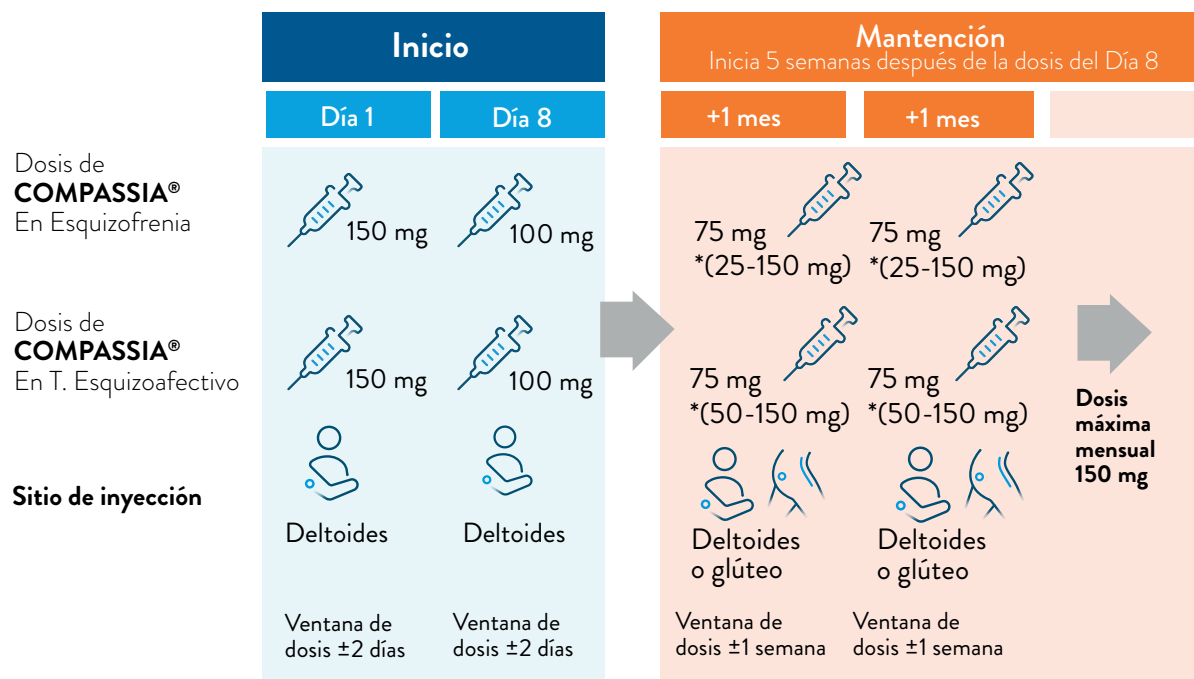 Inicio
Mantención
Inicia 5 semanas después de la dosis del Día 8
Día 1
Día 8
+1 mes
+1 mes
Dosis de
COMPASSIA®
En Esquizofrenia
150 mg
100 mg
75 mg
*(25-150 mg)
75 mg
*(25-150 mg)
Dosis de
COMPASSIA®
En T. Esquizoafectivo
150 mg
100 mg
75 mg
*(50-150 mg)
75 mg
*(50-150 mg)
Dosis
máxima
mensual
150 mg
Sitio de inyección
Deltoides
Deltoides
Deltoides
o glúteo
Deltoides
o glúteo
Ventana de
dosis ±2 días
Ventana de
dosis ±2 días
Ventana de
dosis ±1 semana
Ventana de
dosis ±1 semana